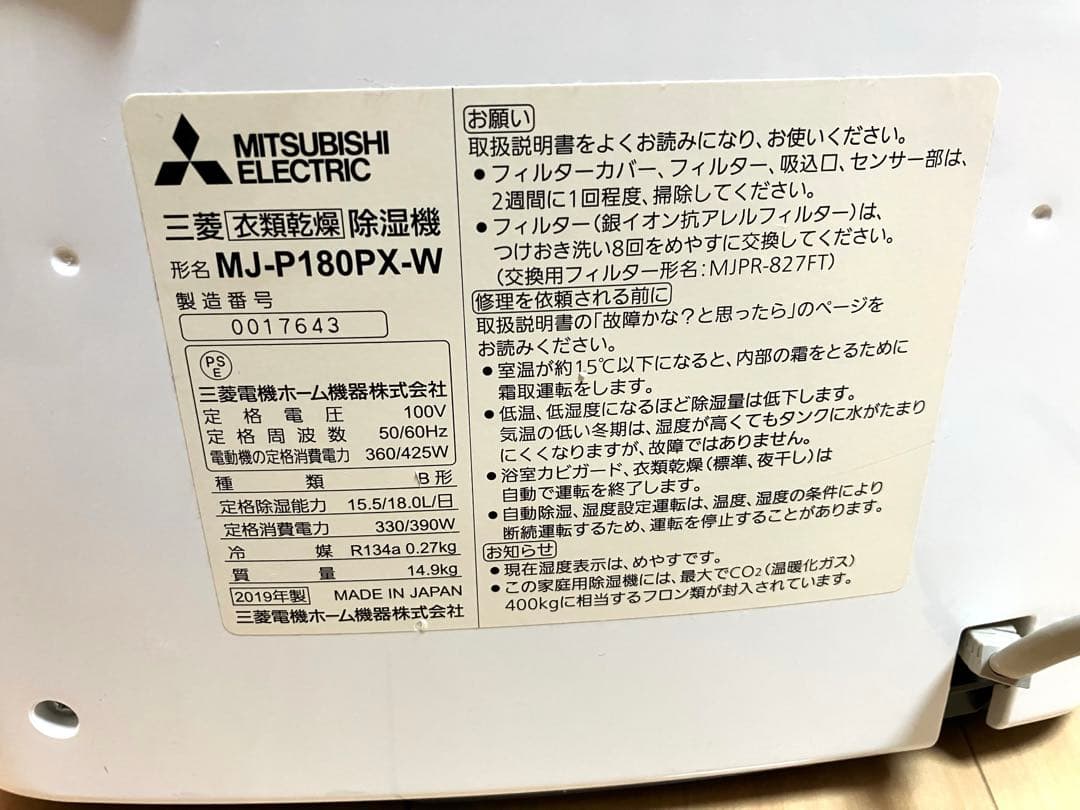 MITSUBISHI
ELECTRIC
三菱 衣類乾燥 除湿機
形名 MJ-P180PX-W
製造番号
0017643
PS
E
三菱電機ホーム機器株式会社
定格電圧 100V
定格周波数 50/60Hz
電動機の定格消費電力 360/425W
種類 B形
定格除湿能力 15.5/18.0L/日
定格消費電力 330/390W
冷媒 R134a 0.27kg
質量 14.9kg
2019年製 MADE IN JAPAN
三菱電機ホーム機器株式会社
お願い
取扱説明書をよくお読みになり、お使いください。
●フィルターカバー、フィルター、吸込口、センサー部は、
2週間に1回程度、掃除してください。
●フィルター(銀イオン抗アレルフィルター)は、
つけおき洗い8回をめやすに交換してください。
(交換用フィルター形名:MJPR-827FT)
修理を依頼される前に
取扱説明書の「故障かな?と思ったら」のページを
お読みください。
●室温が約15℃以下になると、内部の霜をとるために
霜取運転をします。
●低温、低湿度になるほど除湿量は低下します。
気温の低い冬期は、湿度が高くてもタンクに水がたまり
にくくなりますが、故障ではありません。
●浴室カビガード、衣類乾燥(標準、夜干し)は
自動で運転を終了します。
●自動除湿、湿度設定運転は、温度、湿度の条件により
断続運転するため、運転を停止することがあります。
お知らせ
●現在湿度表示は、めやすです。
●この家庭用除湿機には、最大でCO2(温暖化ガス)
400kgに相当するフロン類が封入されています。